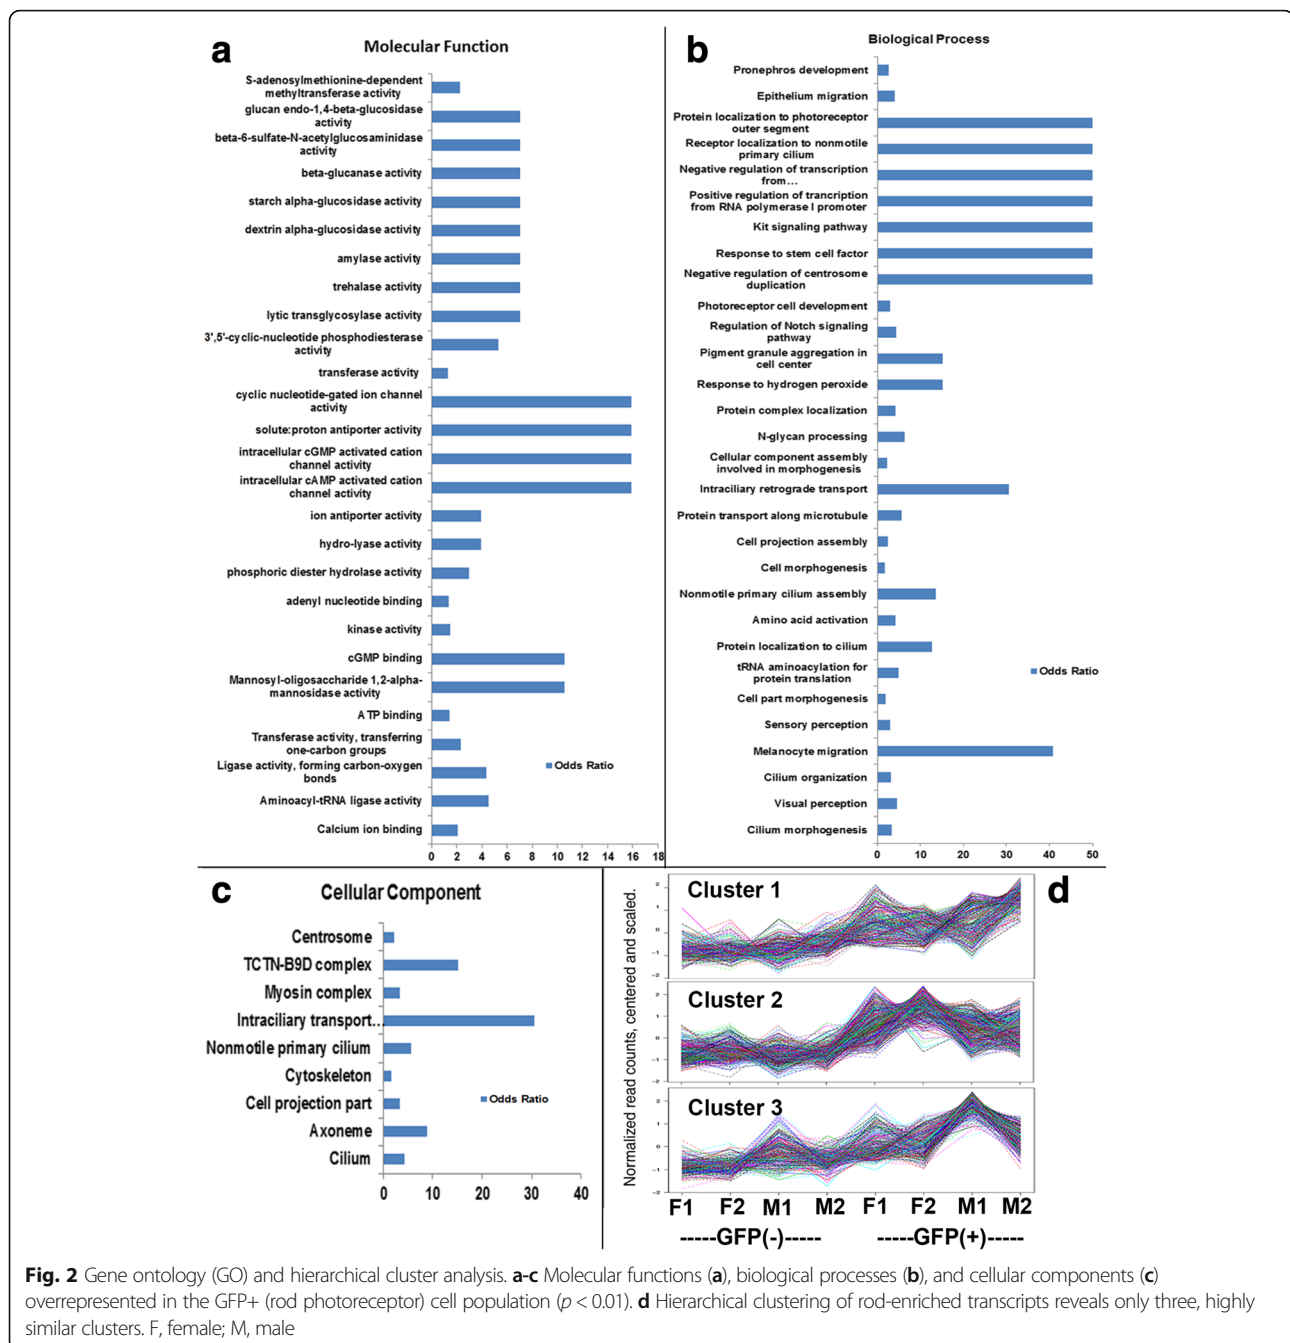 a
Molecular Function
S-adenosylmethionine-dependent
methyltransferase activity
glucan endo-1,4-beta-glucosidase
activity
beta-6-sulfate-N-acetylglucosaminidase
activity
beta-glucanase activity
starch alpha-glucosidase activity
dextrin alpha-glucosidase activity
amylase activity
trehalase activity
lytic transglycosylase activity
3',5'-cyclic-nucleotide phosphodiesterase
activity
transferase activity
cyclic nucleotide-gated ion channel
activity
solute:proton antiporter activity
intracellular cGMP activated cation
channel activity
intracellular cAMP activated cation
channel activity
ion antiporter activity
hydro-lyase activity
phosphoric diester hydrolase activity
adenyl nucleotide binding
kinase activity
cGMP binding
Mannosyl-oligosaccharide 1,2-alpha-
mannosidase activity
ATP binding
Transferase activity, transferring
one-carbon groups
Ligase activity, forming carbon-oxygen
bonds
Aminoacyl-tRNA ligase activity
Calcium ion binding
Odds Ratio
0 2 4 6 8 10 12 14 16 18
b
Biological Process
Pronephros development
Epithelium migration
Protein localization to photoreceptor
outer segment
Receptor localization to nonmotile
primary cilium
Negative regulation of transcription
from...
Positive regulation of trancription
from RNA polymerase I promoter
Kit signaling pathway
Response to stem cell factor
Negative regulation of centrosome
duplication
Photoreceptor cell development
Regulation of Notch signaling
pathway
Pigment granule aggregation in
cell center
Response to hydrogen peroxide
Protein complex localization
N-glycan processing
Cellular component assembly
involved in morphogenesis
Intraciliary retrograde transport
Protein transport along microtubule
Cell projection assembly
Cell morphogenesis
Nonmotile primary cilium assembly
Amino acid activation
Protein localization to cilium
tRNA aminoacylation for
protein translation
Cell part morphogenesis
Sensory perception
Melanocyte migration
Cilium organization
Visual perception
Cilium morphogenesis
Odds Ratio
0 10 20 30 40 50
c
Cellular Component
Centrosome
TCTN-B9D complex
Myosin complex
Intraciliary transport...
Nonmotile primary cilium
Cytoskeleton
Cell projection part
Axoneme
Cilium
Odds Ratio
0 10 20 30 40
d
Normalized read counts, centered and scaled.
Cluster 1
2
1
0
-1
-2
Cluster 2
2
1
0
-1
-2
Cluster 3
2
1
0
-1
-2
F1 F2 M1 M2 F1 F2 M1 M2
-----GFP(-)----- -----GFP(+)-----
Fig. 2 Gene ontology (GO) and hierarchical cluster analysis. a-c Molecular functions (a), biological processes (b), and cellular components (c)
overrepresented in the GFP+ (rod photoreceptor) cell population (p < 0.01). d Hierarchical clustering of rod-enriched transcripts reveals only three, highly
similar clusters. F, female; M, male